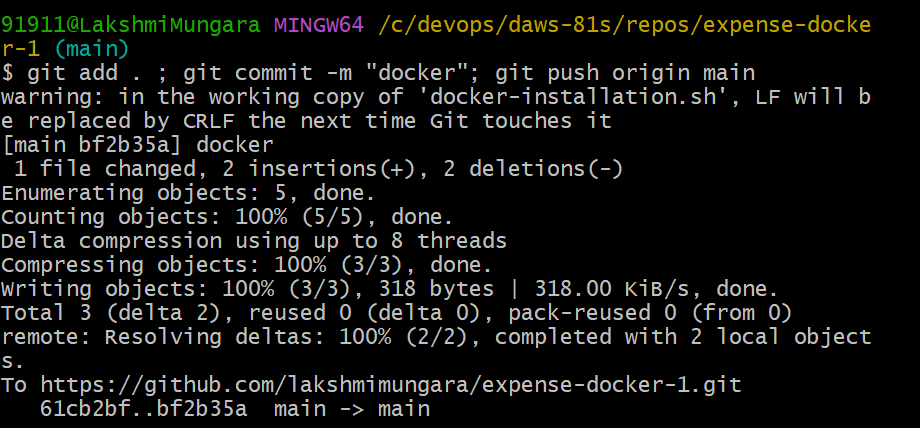 91911@LakshmiMungara MINGW64 /c/devops/daws-81s/repos/expense-docke
r-1 (main)
$ git add . ; git commit -m "docker"; git push origin main
warning: in the working copy of 'docker-installation.sh', LF will b
e replaced by CRLF the next time Git touches it
[main bf2b35a] docker
 1 file changed, 2 insertions(+), 2 deletions(-)
Enumerating objects: 5, done.
Counting objects: 100% (5/5), done.
Delta compression using up to 8 threads
Compressing objects: 100% (3/3), done.
Writing objects: 100% (3/3), 318 bytes | 318.00 KiB/s, done.
Total 3 (delta 2), reused 0 (delta 0), pack-reused 0 (from 0)
remote: Resolving deltas: 100% (2/2), completed with 2 local object
s.
To https://github.com/lakshmimungara/expense-docker-1.git
   61cb2bf..bf2b35a  main -> main